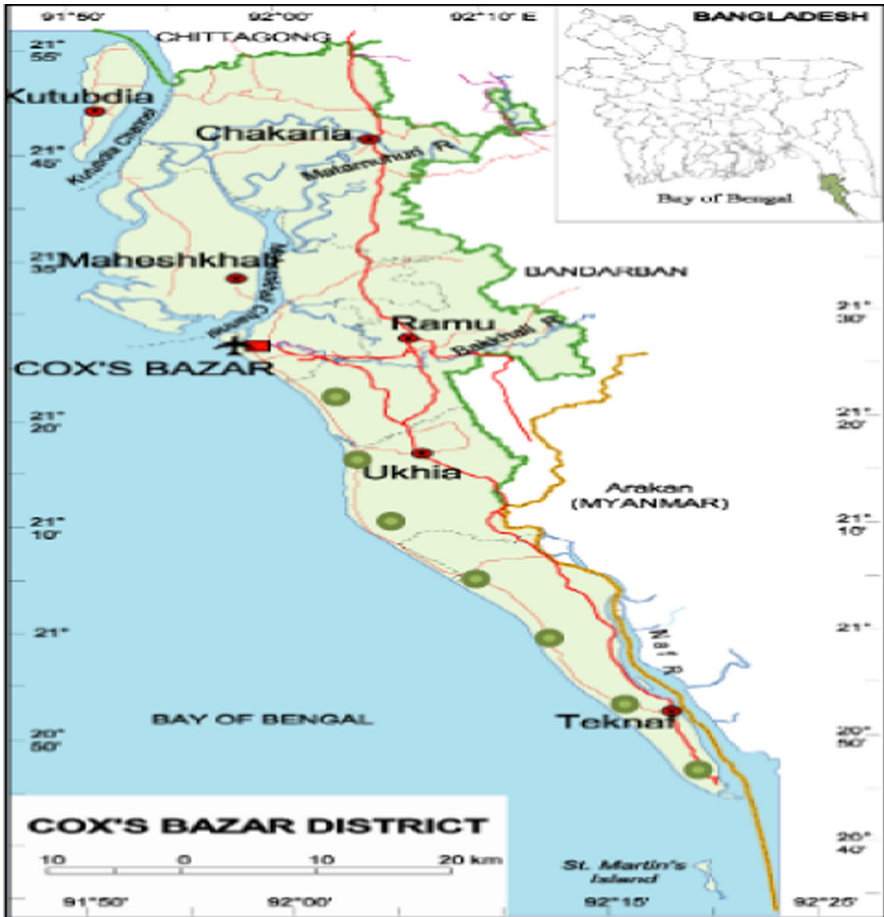 91°50'
92°00'
92°10' E
BANGLADESH
CHITTAGONG
21°
55'
Kutubdia
Kutubdia Channel
Chakaria
Matamuhuri R.
21°
45'
Bay of Bengal
Maheshkhali
21°
35'
Channel
BANDARBAN
21°
30'
Ramu
Bakkhali R.
COX'S BAZAR
21°
20'
21°
20'
Ukhia
Arakan
(MYANMAR)
21°
10'
21°
10'
21°
21°
Naf R
BAY OF BENGAL
Teknaf
20°
50'
20°
50'
COX'S BAZAR DISTRICT
10 0 10 20 km
20°
40'
St. Martin's
Island
91°50'
92°00'
92°15'
92°25'